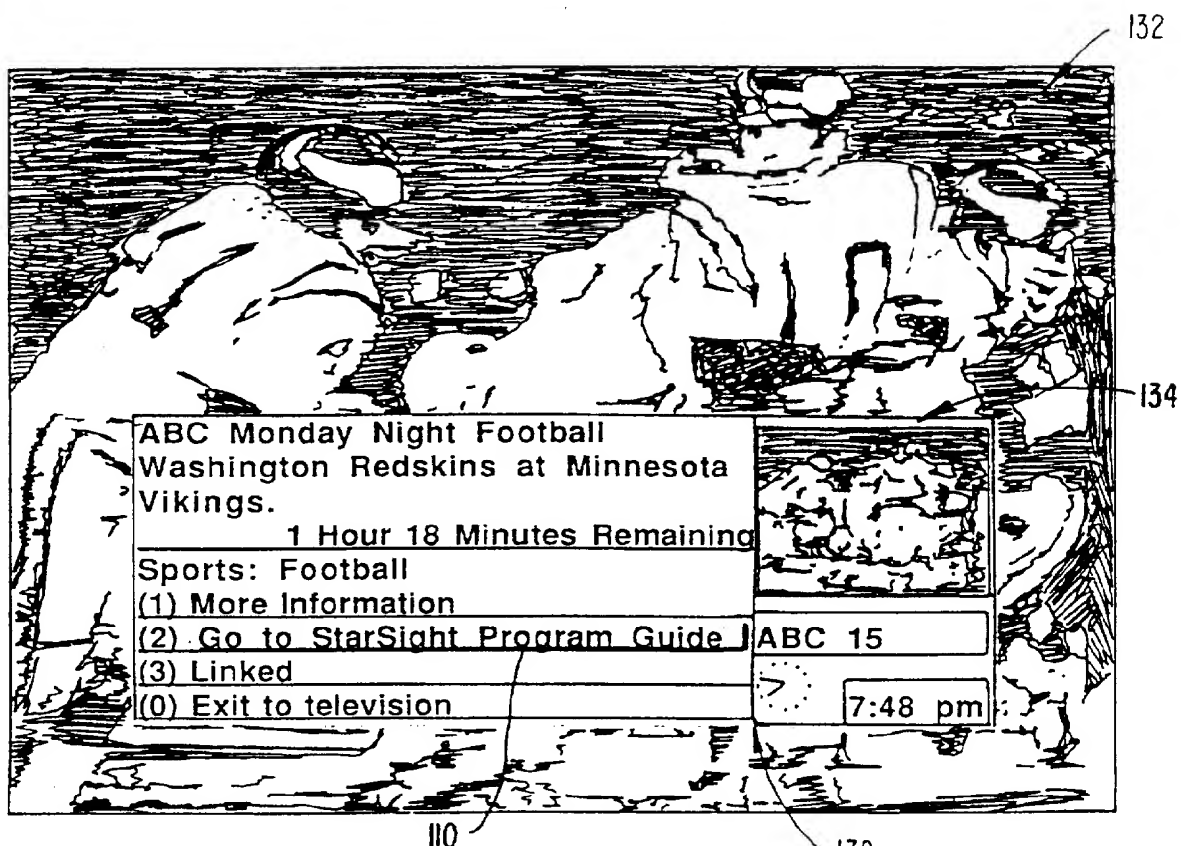 132
134
ABC Monday Night Football
Washington Redskins at Minnesota
Vikings.
1 Hour 18 Minutes Remaining
Sports: Football
(1) More Information
(2) Go to StarSight Program Guide
ABC 15
(3) Linked
(0) Exit to television
7:48 pm
110